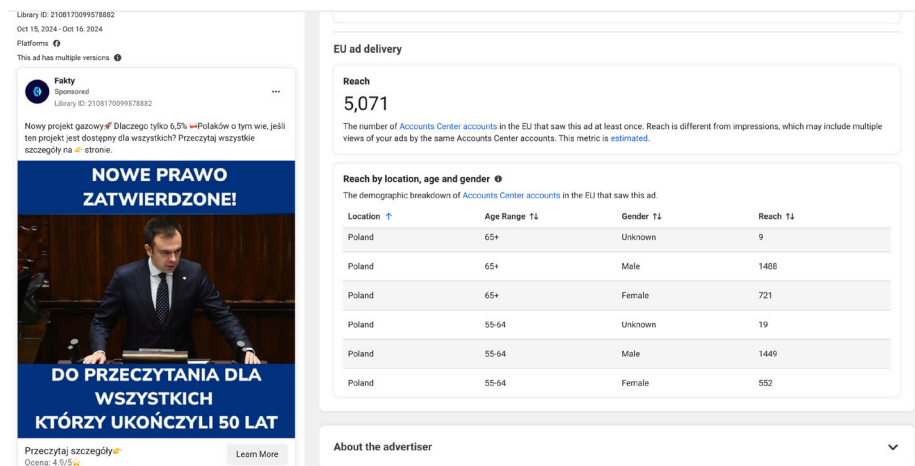 Library ID: 2108170099578882
Oct 15, 2024 - Oct 16, 2024
Platforms
This ad has multiple versions
Fakty
Sponsored
Library ID: 2108170099578882
Nowy projekt gazowy🚀 Dlaczego tylko 6,5% 🇵🇱Polaków o tym wie, jeśli
ten projekt jest dostępny dla wszystkich? Przeczytaj wszystkie
szczegóły na 👉 stronie.
NOWE PRAWO
ZATWIERDZONE!
DO PRZECZYTANIA DLA
WSZYSTKICH
KTÓRZY UKOŃCZYLI 50 LAT
Przeczytaj szczegóły👉
Ocena: 4.9/5⭐
Learn More
EU ad delivery
Reach
5,071
The number of Accounts Center accounts in the EU that saw this ad at least once. Reach is different from impressions, which may include multiple
views of your ads by the same Accounts Center accounts. This metric is estimated.
Reach by location, age and gender
The demographic breakdown of Accounts Center accounts in the EU that saw this ad.
Location ↑ Age Range ↑↓ Gender ↑↓ Reach ↑↓
Poland 65+ Unknown 9
Poland 65+ Male 1488
Poland 65+ Female 721
Poland 55-64 Unknown 19
Poland 55-64 Male 1449
Poland 55-64 Female 552
About the advertiser